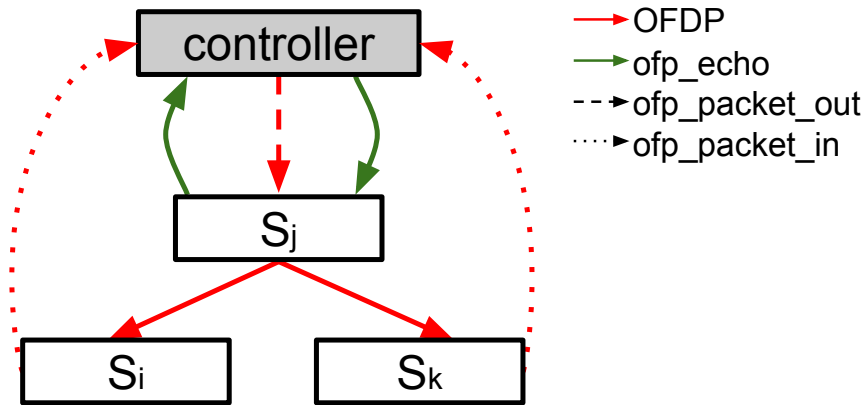 controller
OFDP
ofp_echo
ofp_packet_out
ofp_packet_in
Sj
Si
Sk